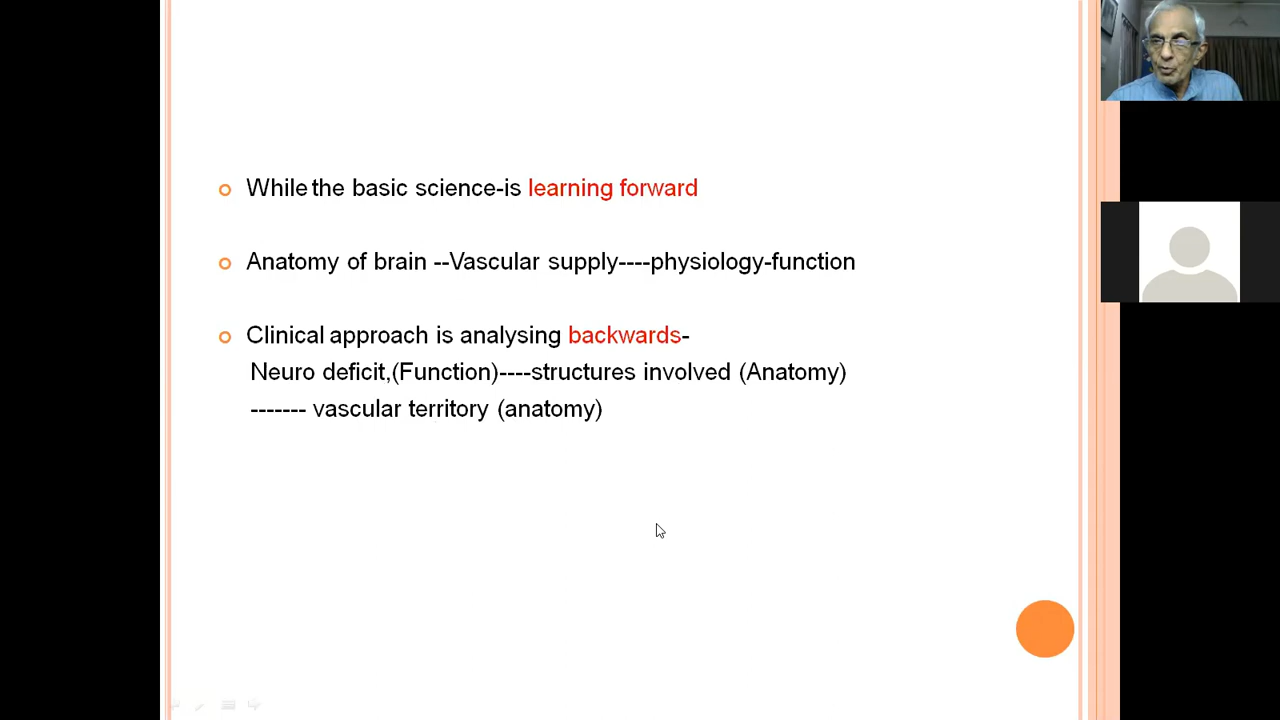 While the basic science-is learning forward
Anatomy of brain --Vascular supply----physiology-function
Clinical approach is analysing backwards-
Neuro deficit,(Function)----structures involved (Anatomy)
------- vascular territory (anatomy)